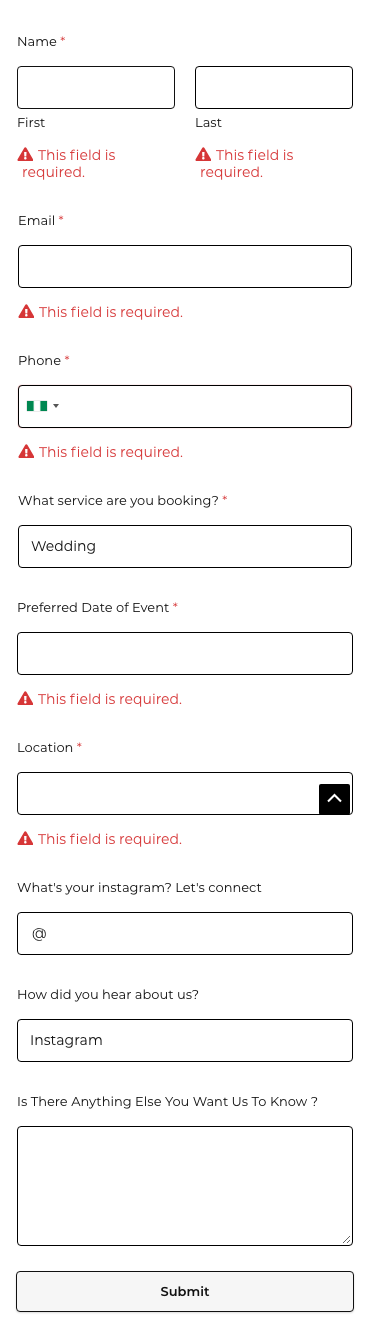 Name *
First
Last
This field is
required.
This field is
required.
Email *
This field is required.
Phone *
This field is required.
What service are you booking? *
Wedding
Preferred Date of Event *
This field is required.
Location *
This field is required.
What's your instagram? Let's connect
@
How did you hear about us?
Instagram
Is There Anything Else You Want Us To Know ?
Submit